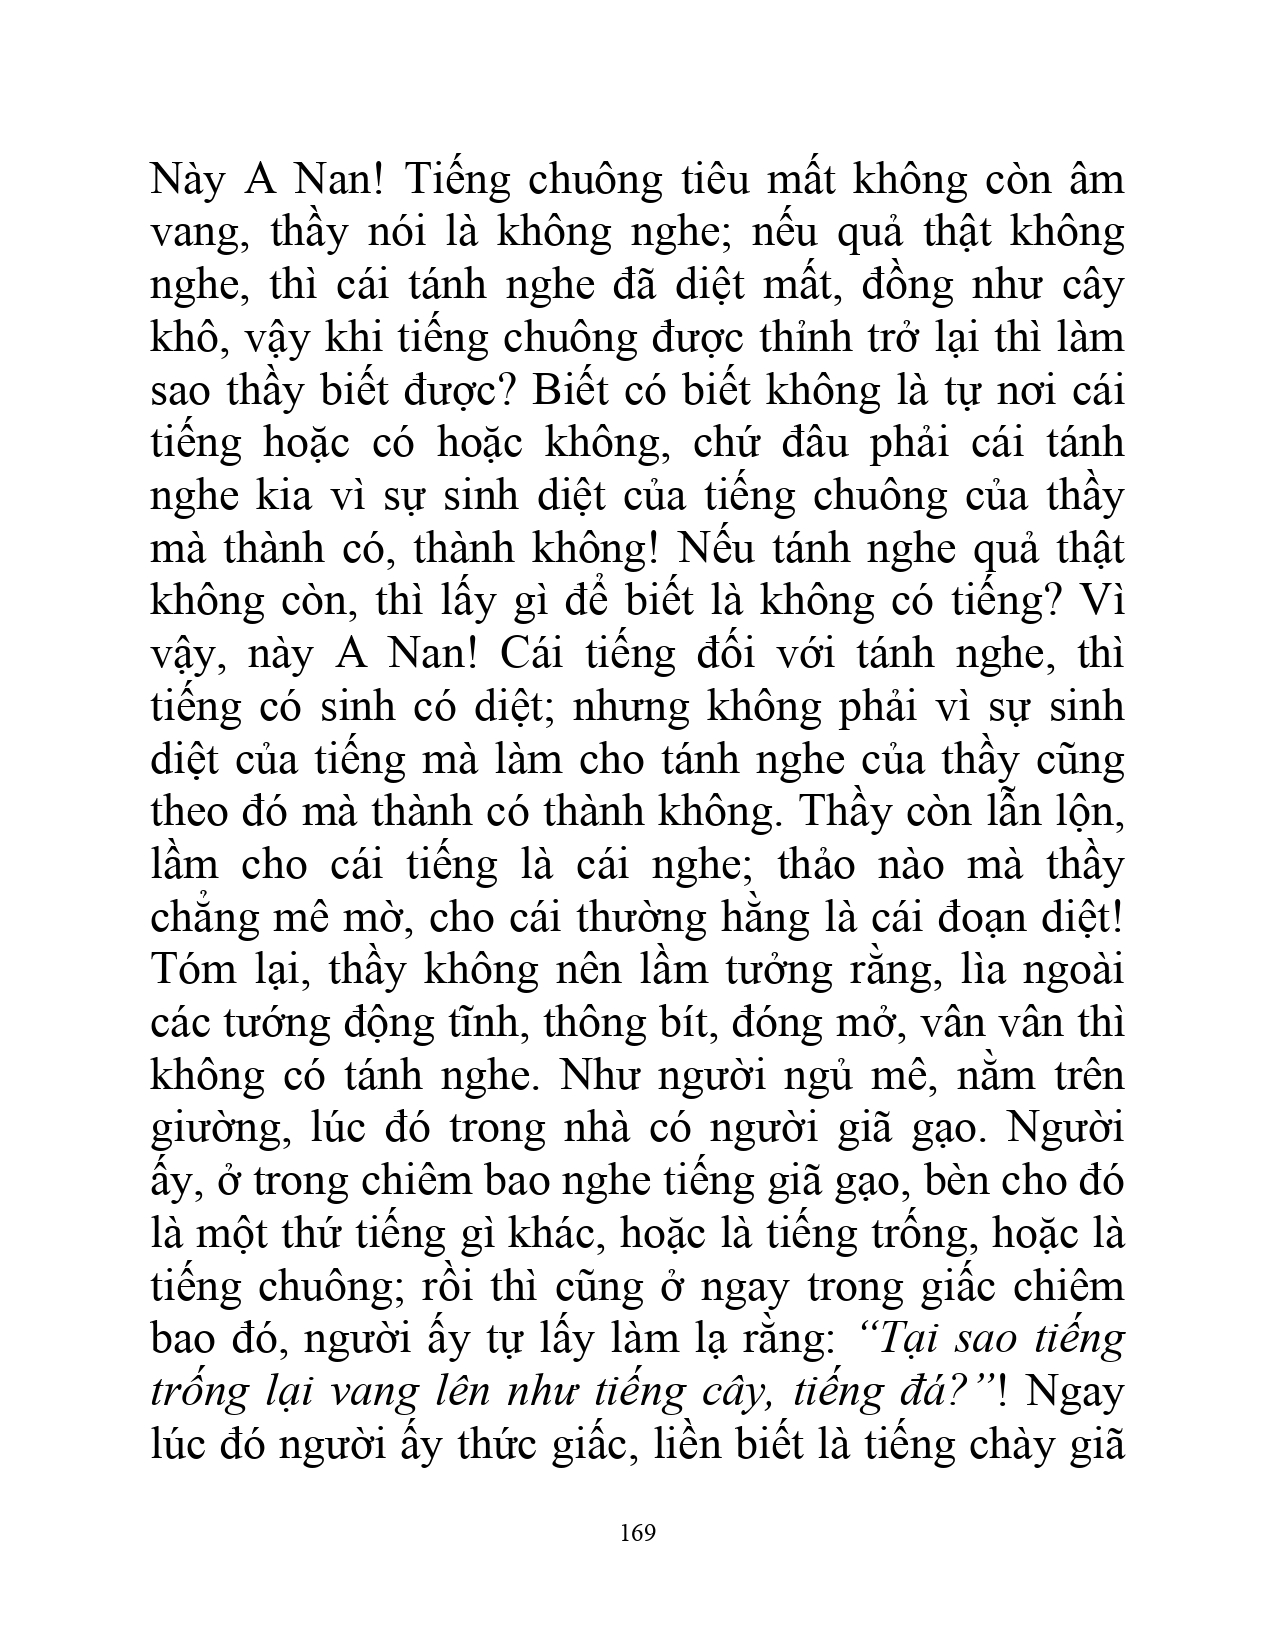 Này A Nan! Tiếng chuông tiêu mất không còn âm
vang, thầy nói là không nghe; nếu quả thật không
nghe, thì cái tánh nghe đã diệt mất, đồng như cây
khô, vậy khi tiếng chuông được thỉnh trở lại thì làm
sao thầy biết được? Biết có biết không là tự nơi cái
tiếng hoặc có hoặc không, chứ đâu phải cái tánh
nghe kia vì sự sinh diệt của tiếng chuông của thầy
mà thành có, thành không! Nếu tánh nghe quả thật
không còn, thì lấy gì để biết là không có tiếng? Vì
vậy, này A Nan! Cái tiếng đối với tánh nghe, thì
tiếng có sinh có diệt; nhưng không phải vì sự sinh
diệt của tiếng mà làm cho tánh nghe của thầy cũng
theo đó mà thành có thành không. Thầy còn lẫn lộn,
lầm cho cái tiếng là cái nghe; thảo nào mà thầy
chẳng mê mờ, cho cái thường hằng là cái đoạn diệt!
Tóm lại, thầy không nên lầm tưởng rằng, lìa ngoài
các tướng động tĩnh, thông bít, đóng mở, vân vân thì
không có tánh nghe. Như người ngủ mê, nằm trên
giường, lúc đó trong nhà có người giã gạo. Người
ấy, ở trong chiêm bao nghe tiếng giã gạo, bèn cho đó
là một thứ tiếng gì khác, hoặc là tiếng trống, hoặc là
tiếng chuông; rồi thì cũng ở ngay trong giấc chiêm
bao đó, người ấy tự lấy làm lạ rằng: “Tại sao tiếng
trống lại vang lên như tiếng cây, tiếng đá?”! Ngay
lúc đó người ấy thức giấc, liền biết là tiếng chày giã
169